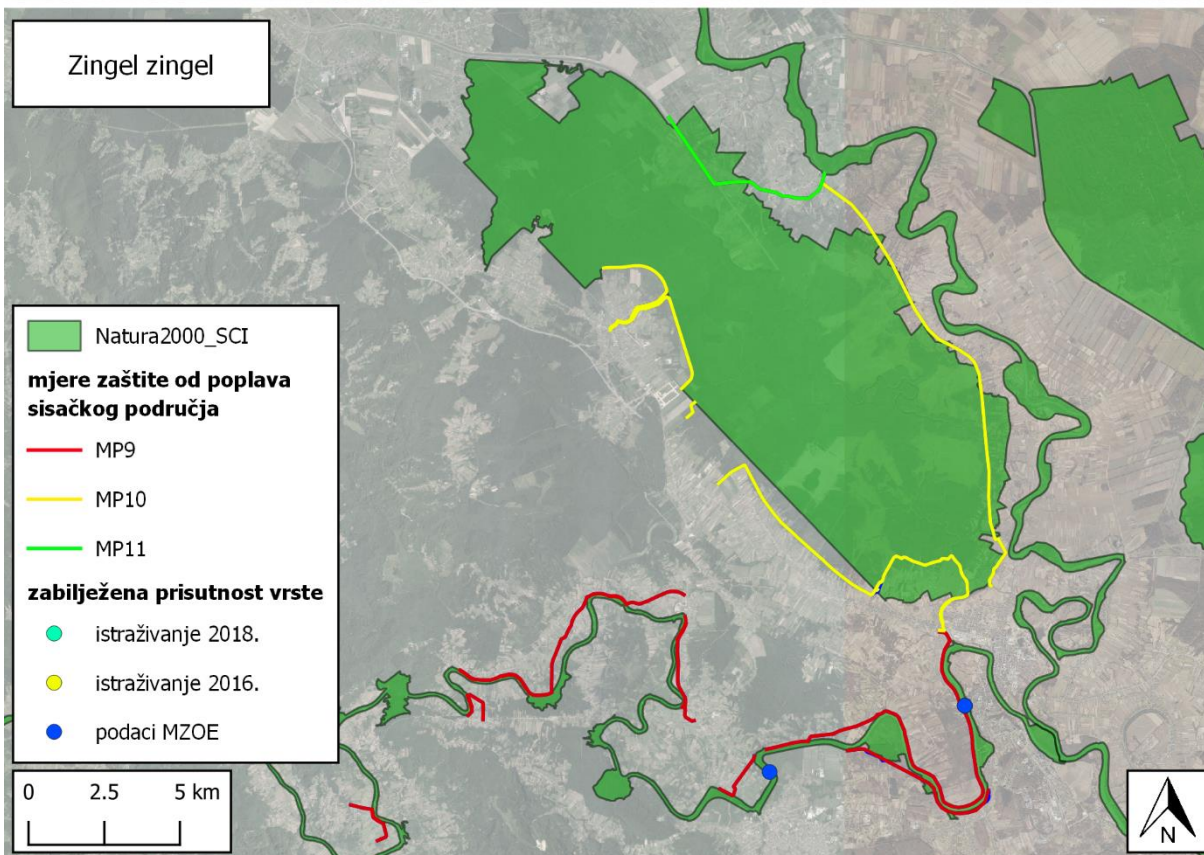 Zingel zingel
Natura2000_SCI
mjere zaštite od poplava
sisačkog područja
MP9
MP10
MP11
zabilježena prisutnost vrste
istraživanje 2018.
istraživanje 2016.
podaci MZOE
0 2.5 5 km
N